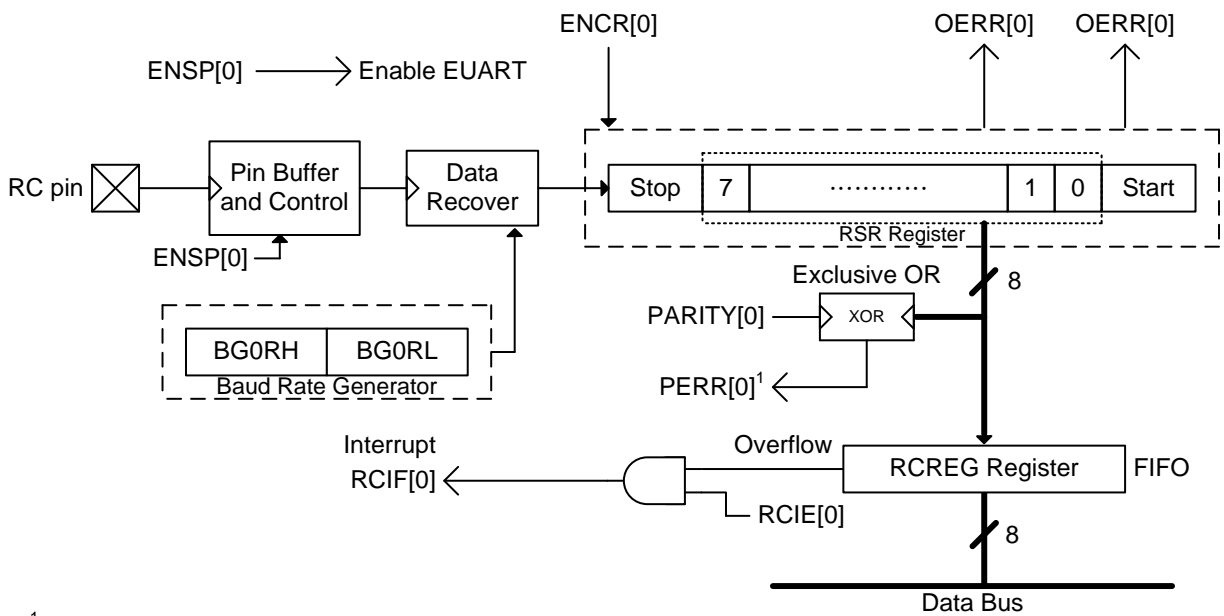 ENCR[0]
OERR[0]
OERR[0]
ENSP[0]
Enable EUART
RC pin
Pin Buffer
and Control
Data
Recover
Stop
7
............
1
0
Start
RSR Register
ENSP[0]
Exclusive OR
8
PARITY[0]
XOR
BG0RH
BG0RL
Baud Rate Generator
PERR[0]¹
Interrupt
Overflow
RCIF[0]
RCREG Register
FIFO
RCIE[0]
8
Data Bus
1